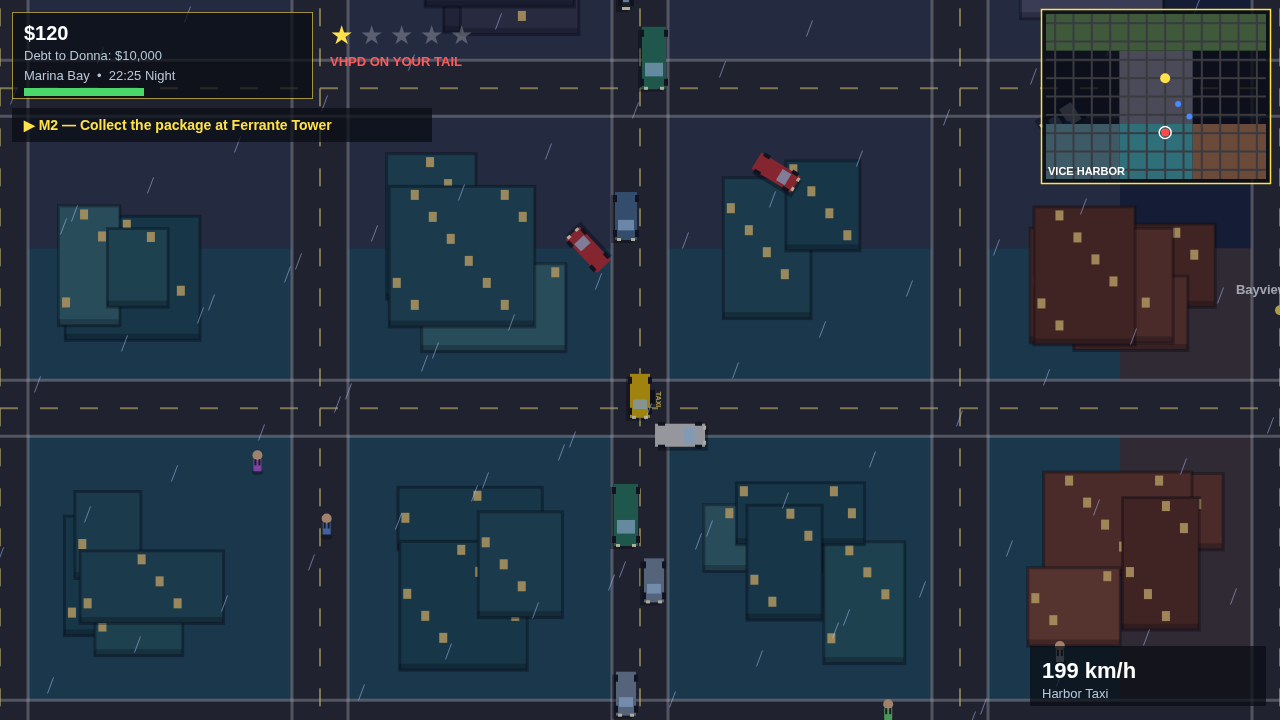 $120
Debt to Donna: $10,000
Marina Bay • 22:25 Night
VHPD ON YOUR TAIL
▶ M2 — Collect the package at Ferrante Tower
VICE HARBOR
TAXI
199 km/h
Harbor Taxi